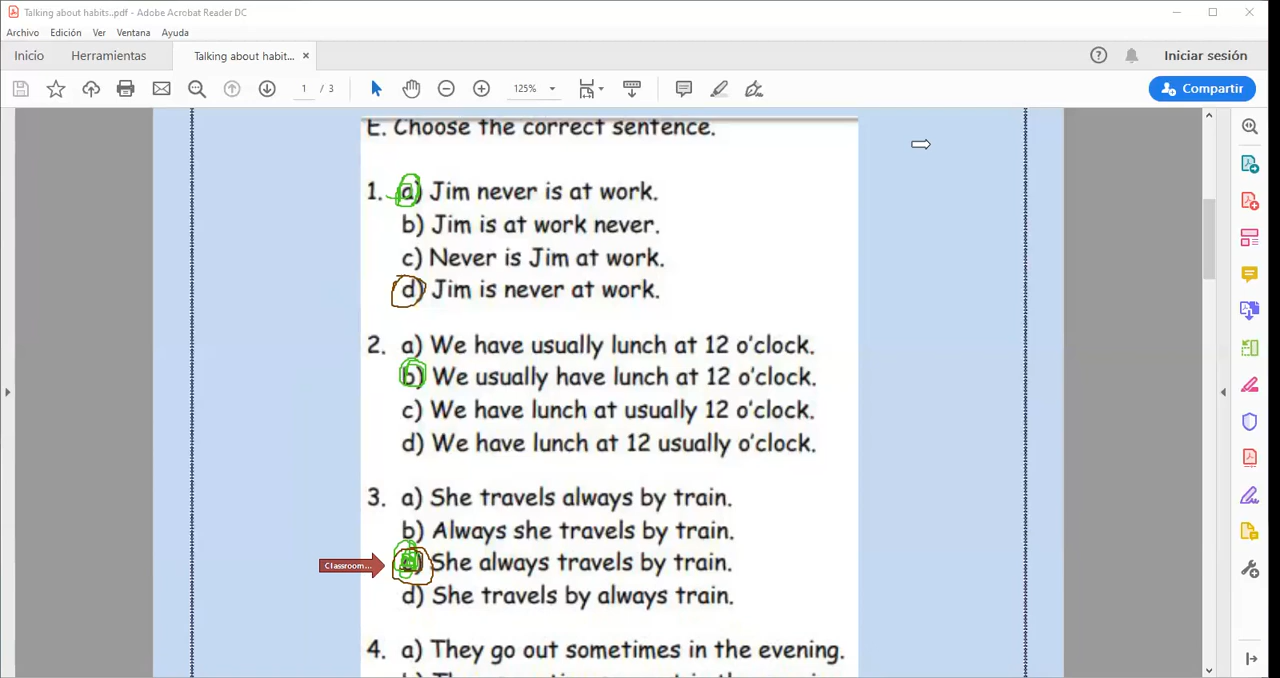 Talking about habits..pdf - Adobe Acrobat Reader DC
Archivo Edición Ver Ventana Ayuda
Inicio Herramientas Talking about habit... × Iniciar sesión
1 / 3 125% Compartir
E. Choose the correct sentence.
1. a) Jim never is at work.
b) Jim is at work never.
c) Never is Jim at work.
d) Jim is never at work.
2. a) We have usually lunch at 12 o'clock.
b) We usually have lunch at 12 o'clock.
c) We have lunch at usually 12 o'clock.
d) We have lunch at 12 usually o'clock.
3. a) She travels always by train.
b) Always she travels by train.
Classroom... c) She always travels by train.
d) She travels by always train.
4. a) They go out sometimes in the evening.